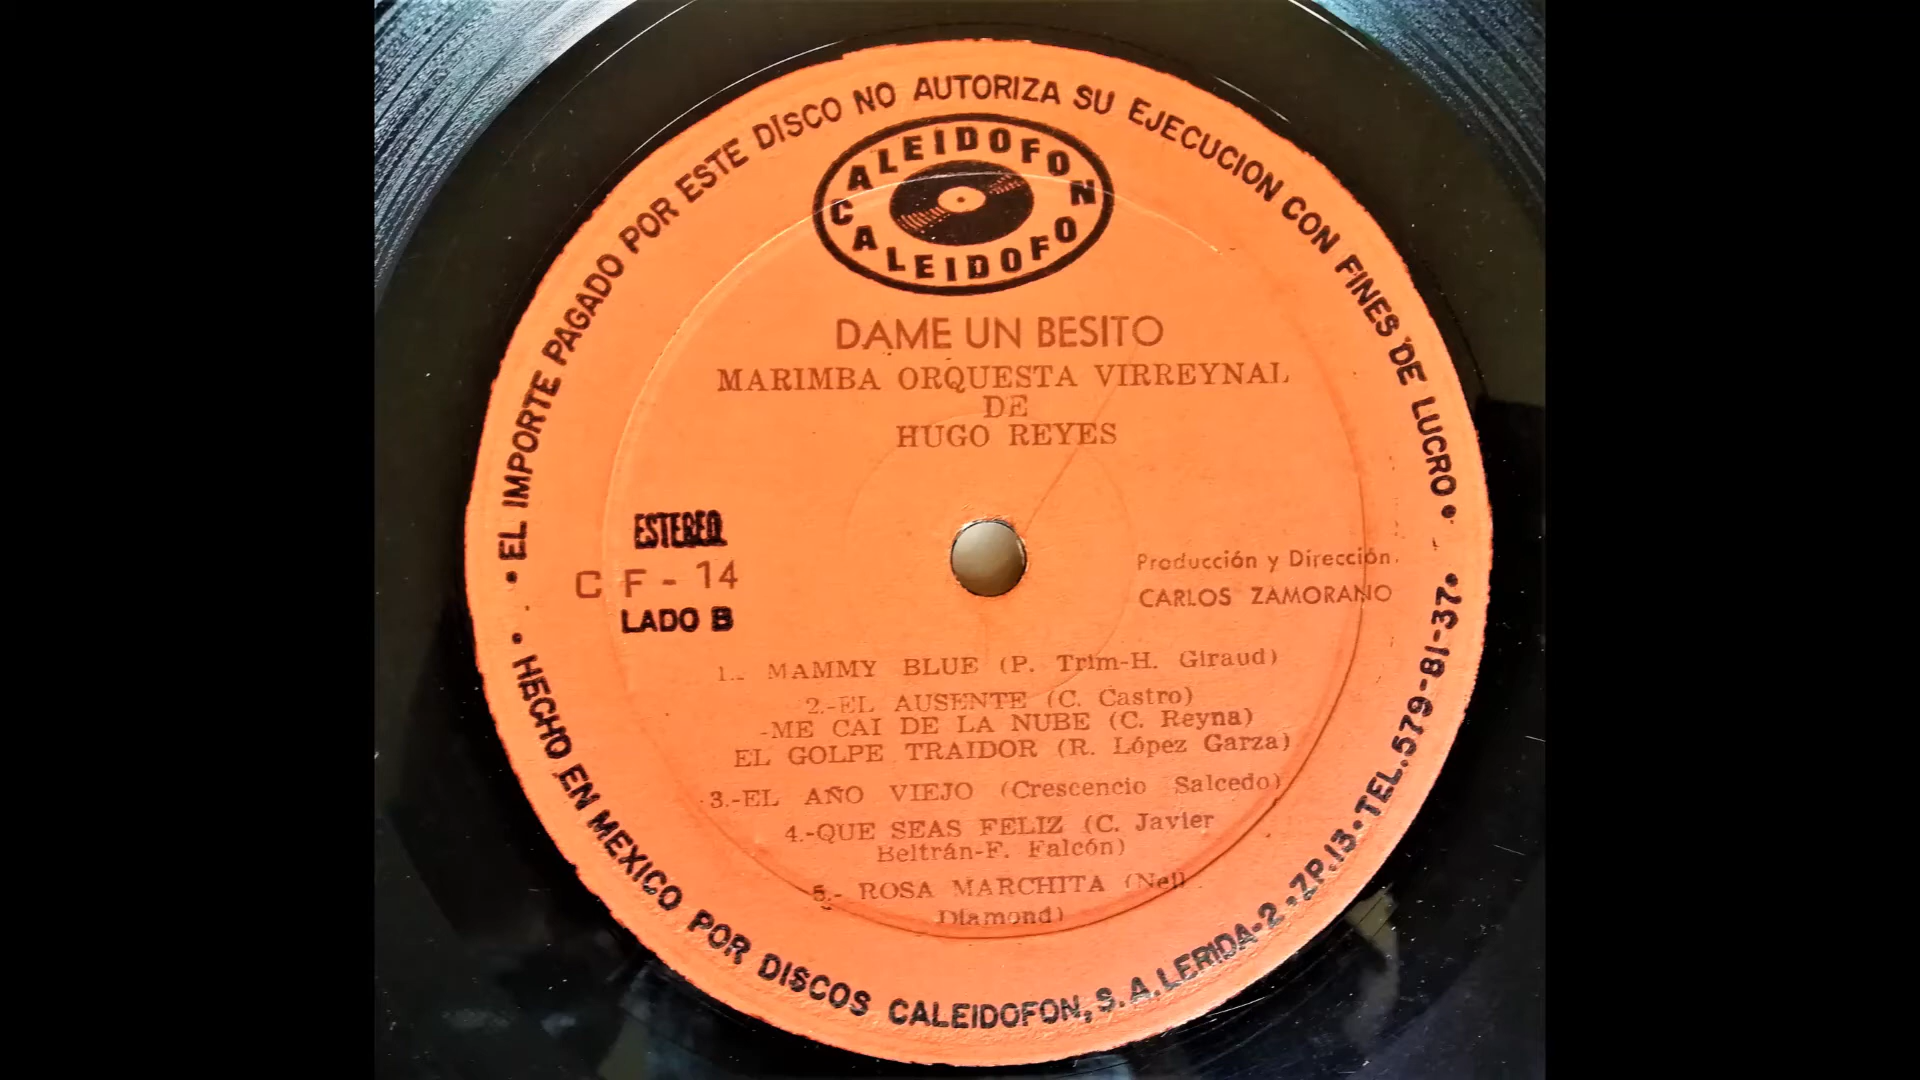 • EL IMPORTE PAGADO POR ESTE DISCO NO AUTORIZA SU EJECUCION CON FINES DE LUCRO •
CALEIDOFON
CALEIDOFON
DAME UN BESITO
MARIMBA ORQUESTA VIRREYNAL
DE
HUGO REYES
ESTEREO
CF-14
LADO B
Producción y Dirección.
CARLOS ZAMORANO
1.- MAMMY BLUE (P. Trim-H. Giraud)
2.-EL AUSENTE (C. Castro)
-ME CAI DE LA NUBE (C. Reyna)
EL GOLPE TRAIDOR (R. López Garza)
3.-EL AÑO VIEJO (Crescencio Salcedo)
4.-QUE SEAS FELIZ (C. Javier
Beltrán-F. Falcón)
5.- ROSA MARCHITA (Neil
Diamond)
• HECHO EN MEXICO POR DISCOS CALEIDOFON, S.A. LERIDA-2 • ZP.13 • TEL.579-81-37 •